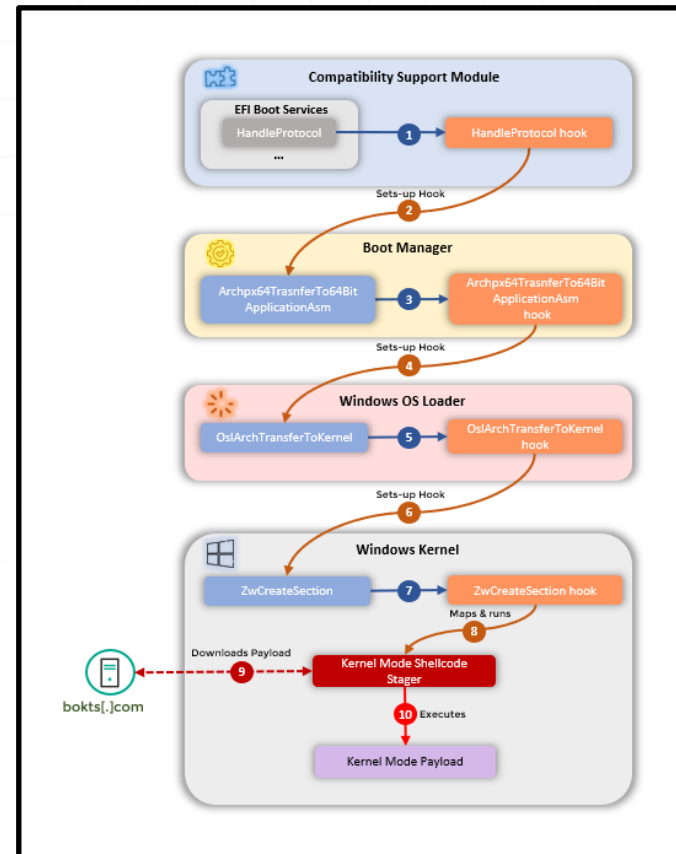 Compatibility Support Module
EFI Boot Services
HandleProtocol
...
1
HandleProtocol hook
Sets-up Hook
2
Boot Manager
Archpx64TrasnferTo64Bit
ApplicationAsm
3
Archpx64TrasnferTo64Bit
ApplicationAsm
hook
Sets-up Hook
4
Windows OS Loader
OslArchTransferToKernel
5
OslArchTransferToKernel
hook
Sets-up Hook
6
Windows Kernel
ZwCreateSection
7
ZwCreateSection hook
Maps & runs
8
Downloads Payload
9
Kernel Mode Shellcode
Stager
bokts[.]com
10
Executes
Kernel Mode Payload